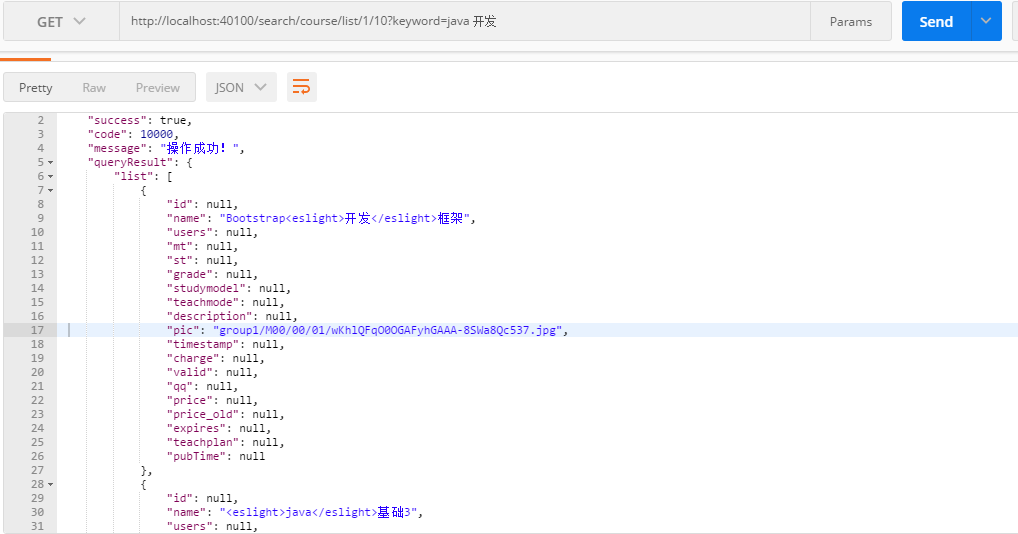 GET http://localhost:40100/search/course/list/1/10?keyword=java 开发 Params Send
Pretty Raw Preview JSON
2 "success": true,
3 "code": 10000,
4 "message": "操作成功！",
5 "queryResult": {
6 "list": [
7 {
8 "id": null,
9 "name": "Bootstrap<eslight>开发</eslight>框架",
10 "users": null,
11 "mt": null,
12 "st": null,
13 "grade": null,
14 "studymodel": null,
15 "teachmode": null,
16 "description": null,
17 "pic": "group1/M00/00/01/wKhlQFqO0OGAFyhGAAA-8SWa8Qc537.jpg",
18 "timestamp": null,
19 "charge": null,
20 "valid": null,
21 "qq": null,
22 "price": null,
23 "price_old": null,
24 "expires": null,
25 "teachplan": null,
26 "pubTime": null
27 },
28 {
29 "id": null,
30 "name": "<eslight>java</eslight>基础3",
31 "users": null,